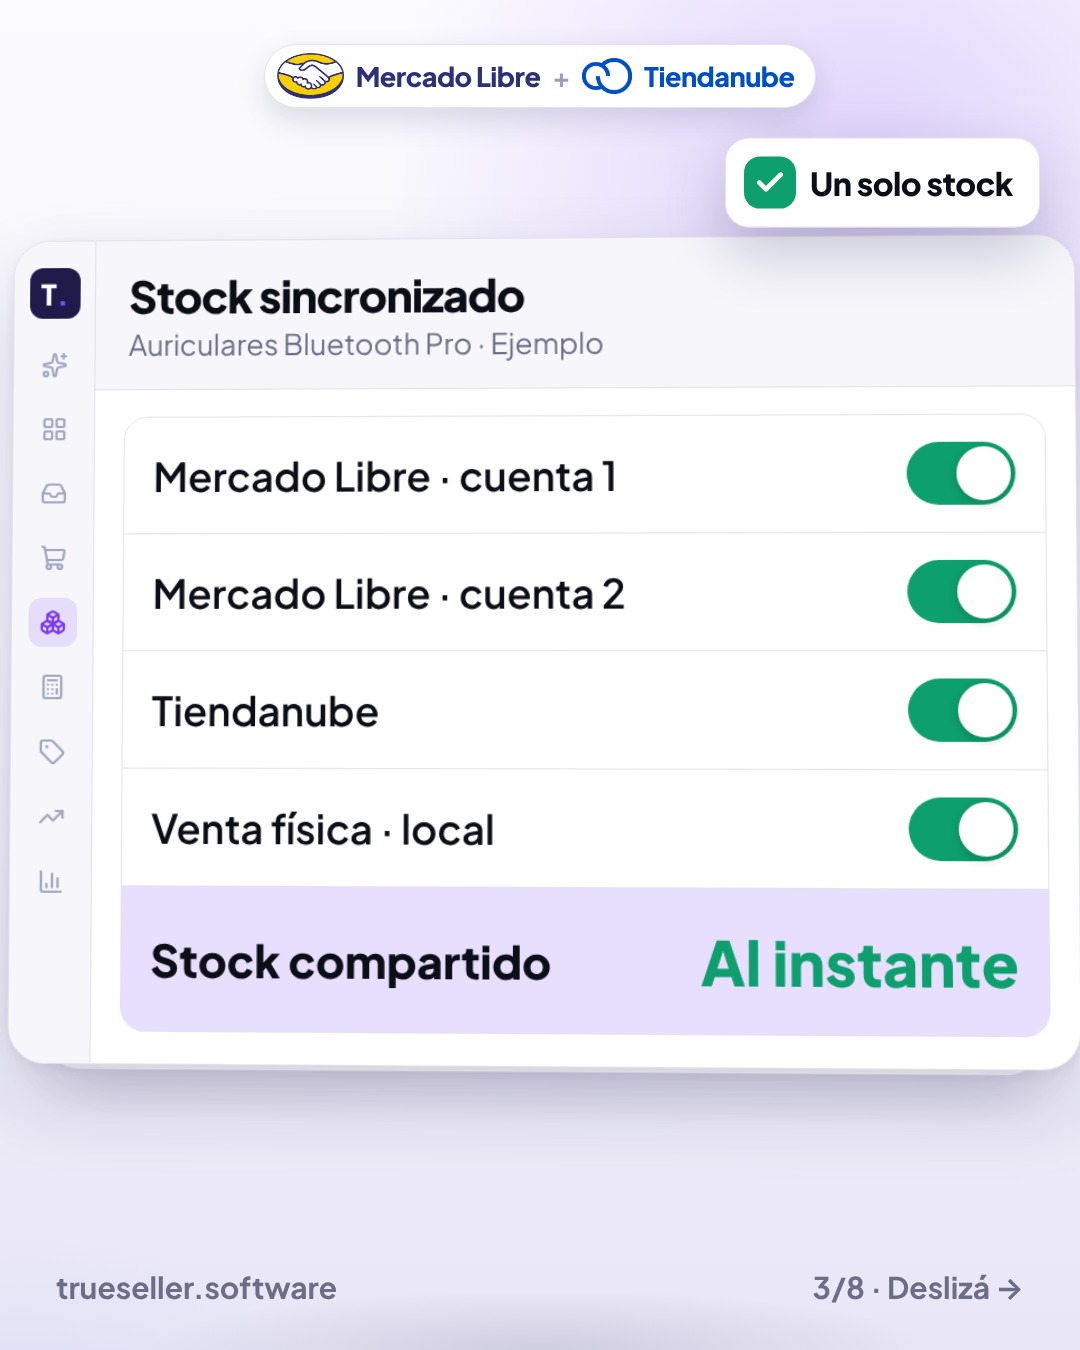 Mercado Libre + Tiendanube
Un solo stock
T.
Stock sincronizado
Auriculares Bluetooth Pro · Ejemplo
Mercado Libre · cuenta 1
Mercado Libre · cuenta 2
Tiendanube
Venta física · local
Stock compartido Al instante
trueseller.software 3/8 · Deslizá →